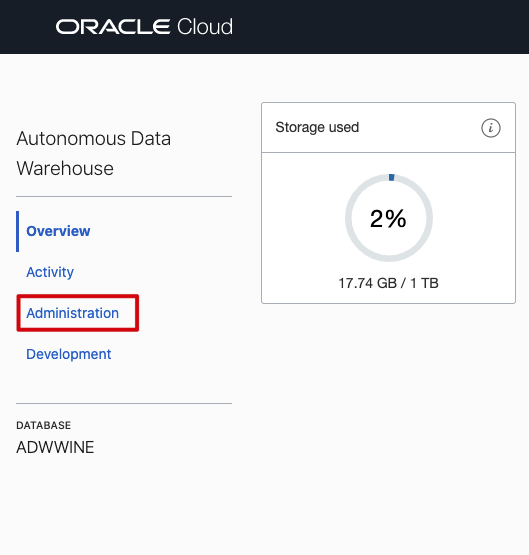 ORACLE Cloud
Autonomous Data
Warehouse
Overview
Activity
Administration
Development
DATABASE
ADWWINE
Storage used
i
2%
17.74 GB / 1 TB